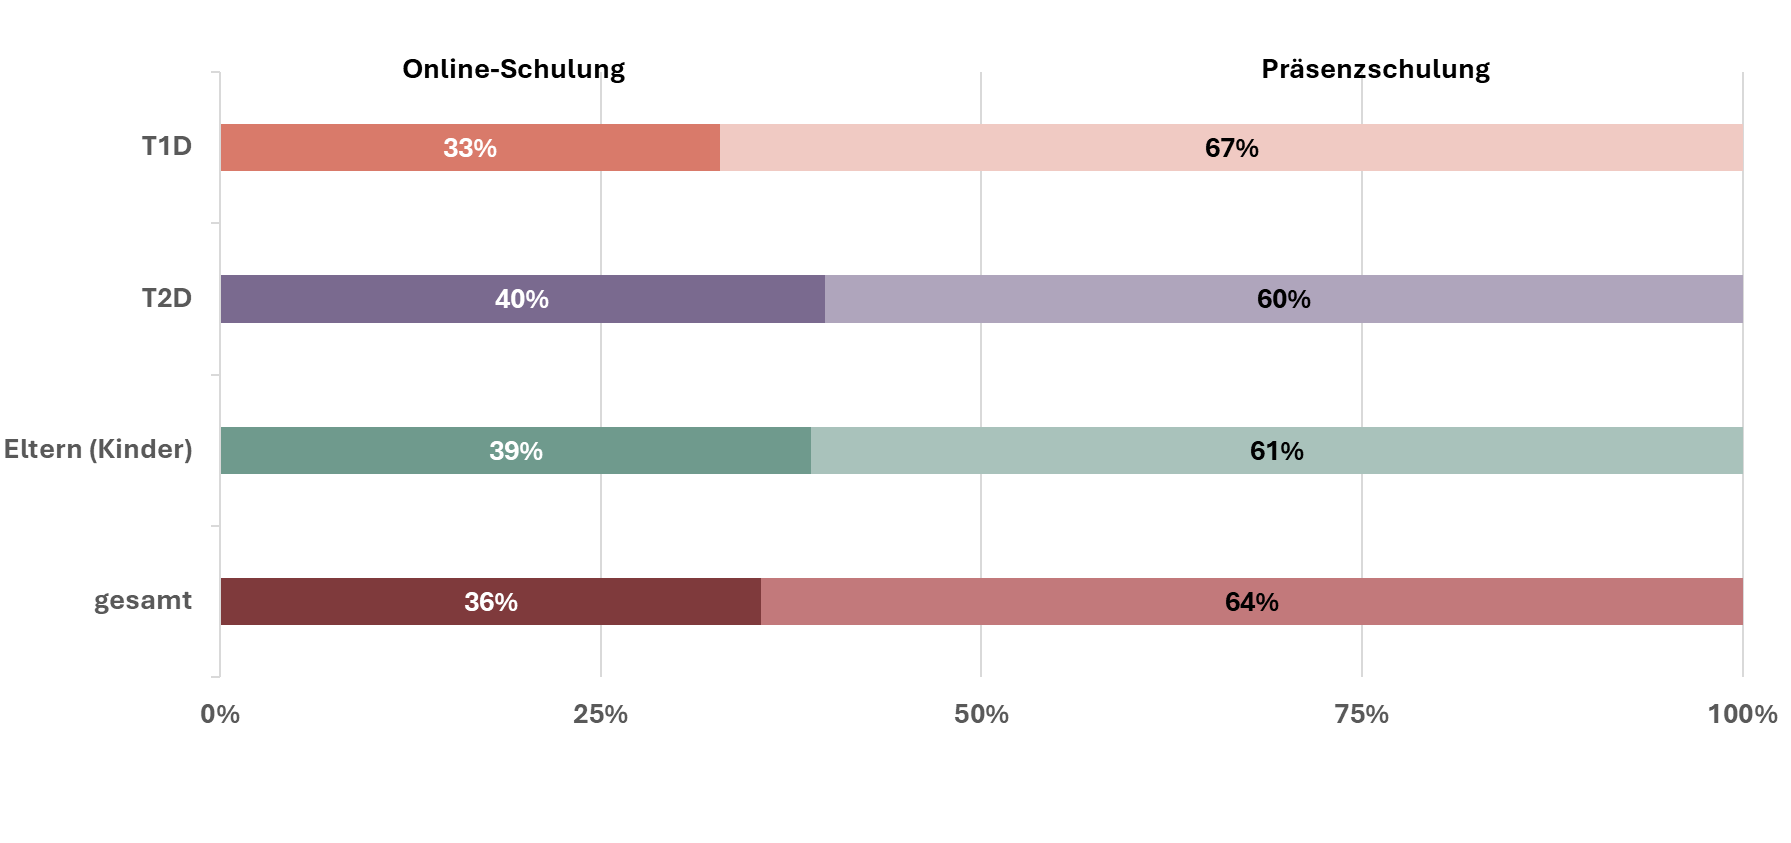 Online-Schulung Präsenzschulung
T1D 33% 67%
T2D 40% 60%
Eltern (Kinder) 39% 61%
gesamt 36% 64%
0% 25% 50% 75% 100%